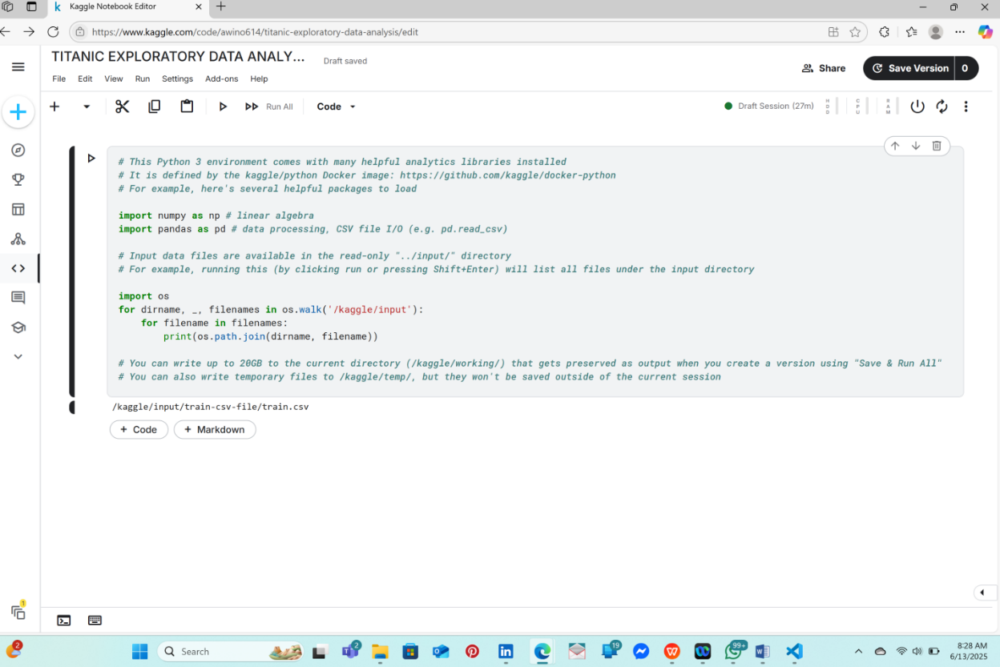 Kaggle Notebook Editor
https://www.kaggle.com/code/awino614/titanic-exploratory-data-analysis/edit
TITANIC EXPLORATORY DATA ANALY...
Draft saved
File Edit View Run Settings Add-ons Help
Share
Save Version 0
Run All
Code
Draft Session (27m)
HDD
CPU
RAM
# This Python 3 environment comes with many helpful analytics libraries installed
# It is defined by the kaggle/python Docker image: https://github.com/kaggle/docker-python
# For example, here's several helpful packages to load
import numpy as np # linear algebra
import pandas as pd # data processing, CSV file I/O (e.g. pd.read_csv)
# Input data files are available in the read-only "../input/" directory
# For example, running this (by clicking run or pressing Shift+Enter) will list all files under the input directory
import os
for dirname, _, filenames in os.walk('/kaggle/input'):
    for filename in filenames:
        print(os.path.join(dirname, filename))
# You can write up to 20GB to the current directory (/kaggle/working/) that gets preserved as output when you create a version using "Save & Run All"
# You can also write temporary files to /kaggle/temp/, but they won't be saved outside of the current session
/kaggle/input/train-csv-file/train.csv
+ Code + Markdown
1
2
Search
2
19
99+
8:28 AM
6/13/2025